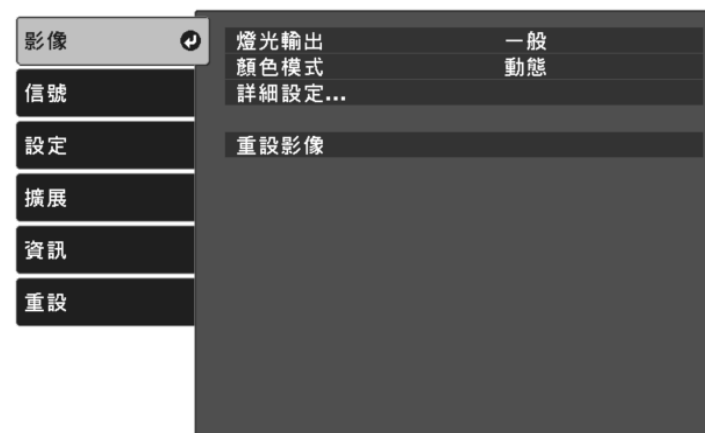 影像
信號
設定
擴展
資訊
重設
燈光輸出 一般
顏色模式 動態
詳細設定...
重設影像